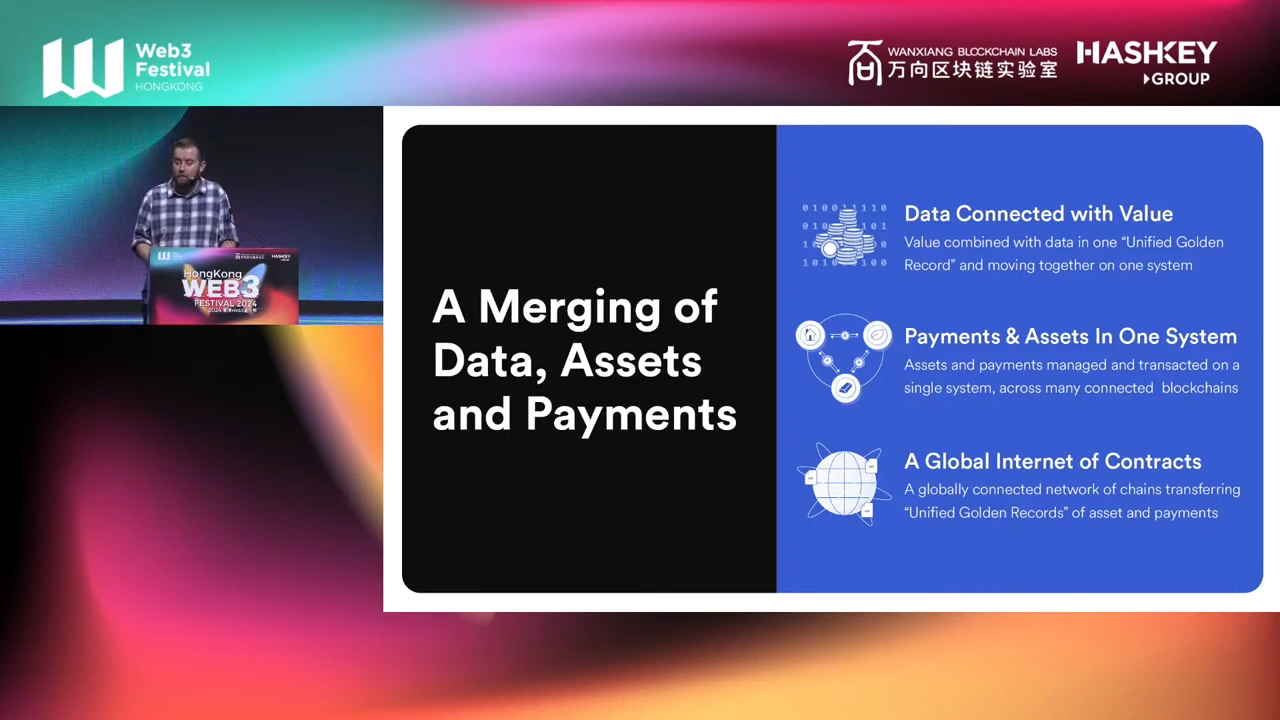 Web3
Festival
HONGKONG
WANXIANG BLOCKCHAIN LABS
万向区块链实验室
HASHKEY
GROUP
HongKong
WEB3
FESTIVAL 2024
A Merging of
Data, Assets
and Payments
Data Connected with Value
Value combined with data in one “Unified Golden
Record” and moving together on one system
Payments & Assets In One System
Assets and payments managed and transacted on a
single system, across many connected blockchains
A Global Internet of Contracts
A globally connected network of chains transferring
“Unified Golden Records” of asset and payments